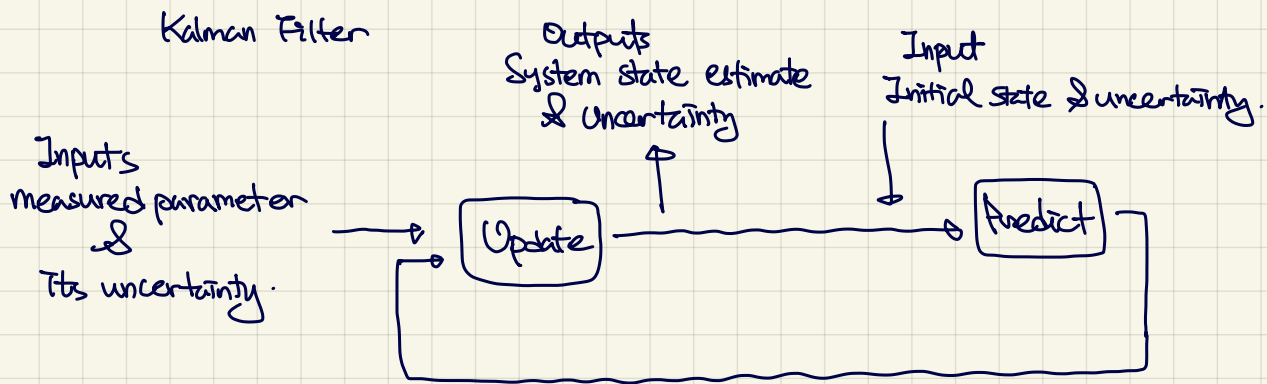 Kalman Filter
Outputs
System state estimate
& Uncertainty
Input
Initial state & uncertainty.
Inputs
measured parameter
&
Its uncertainty.
Update
Predict